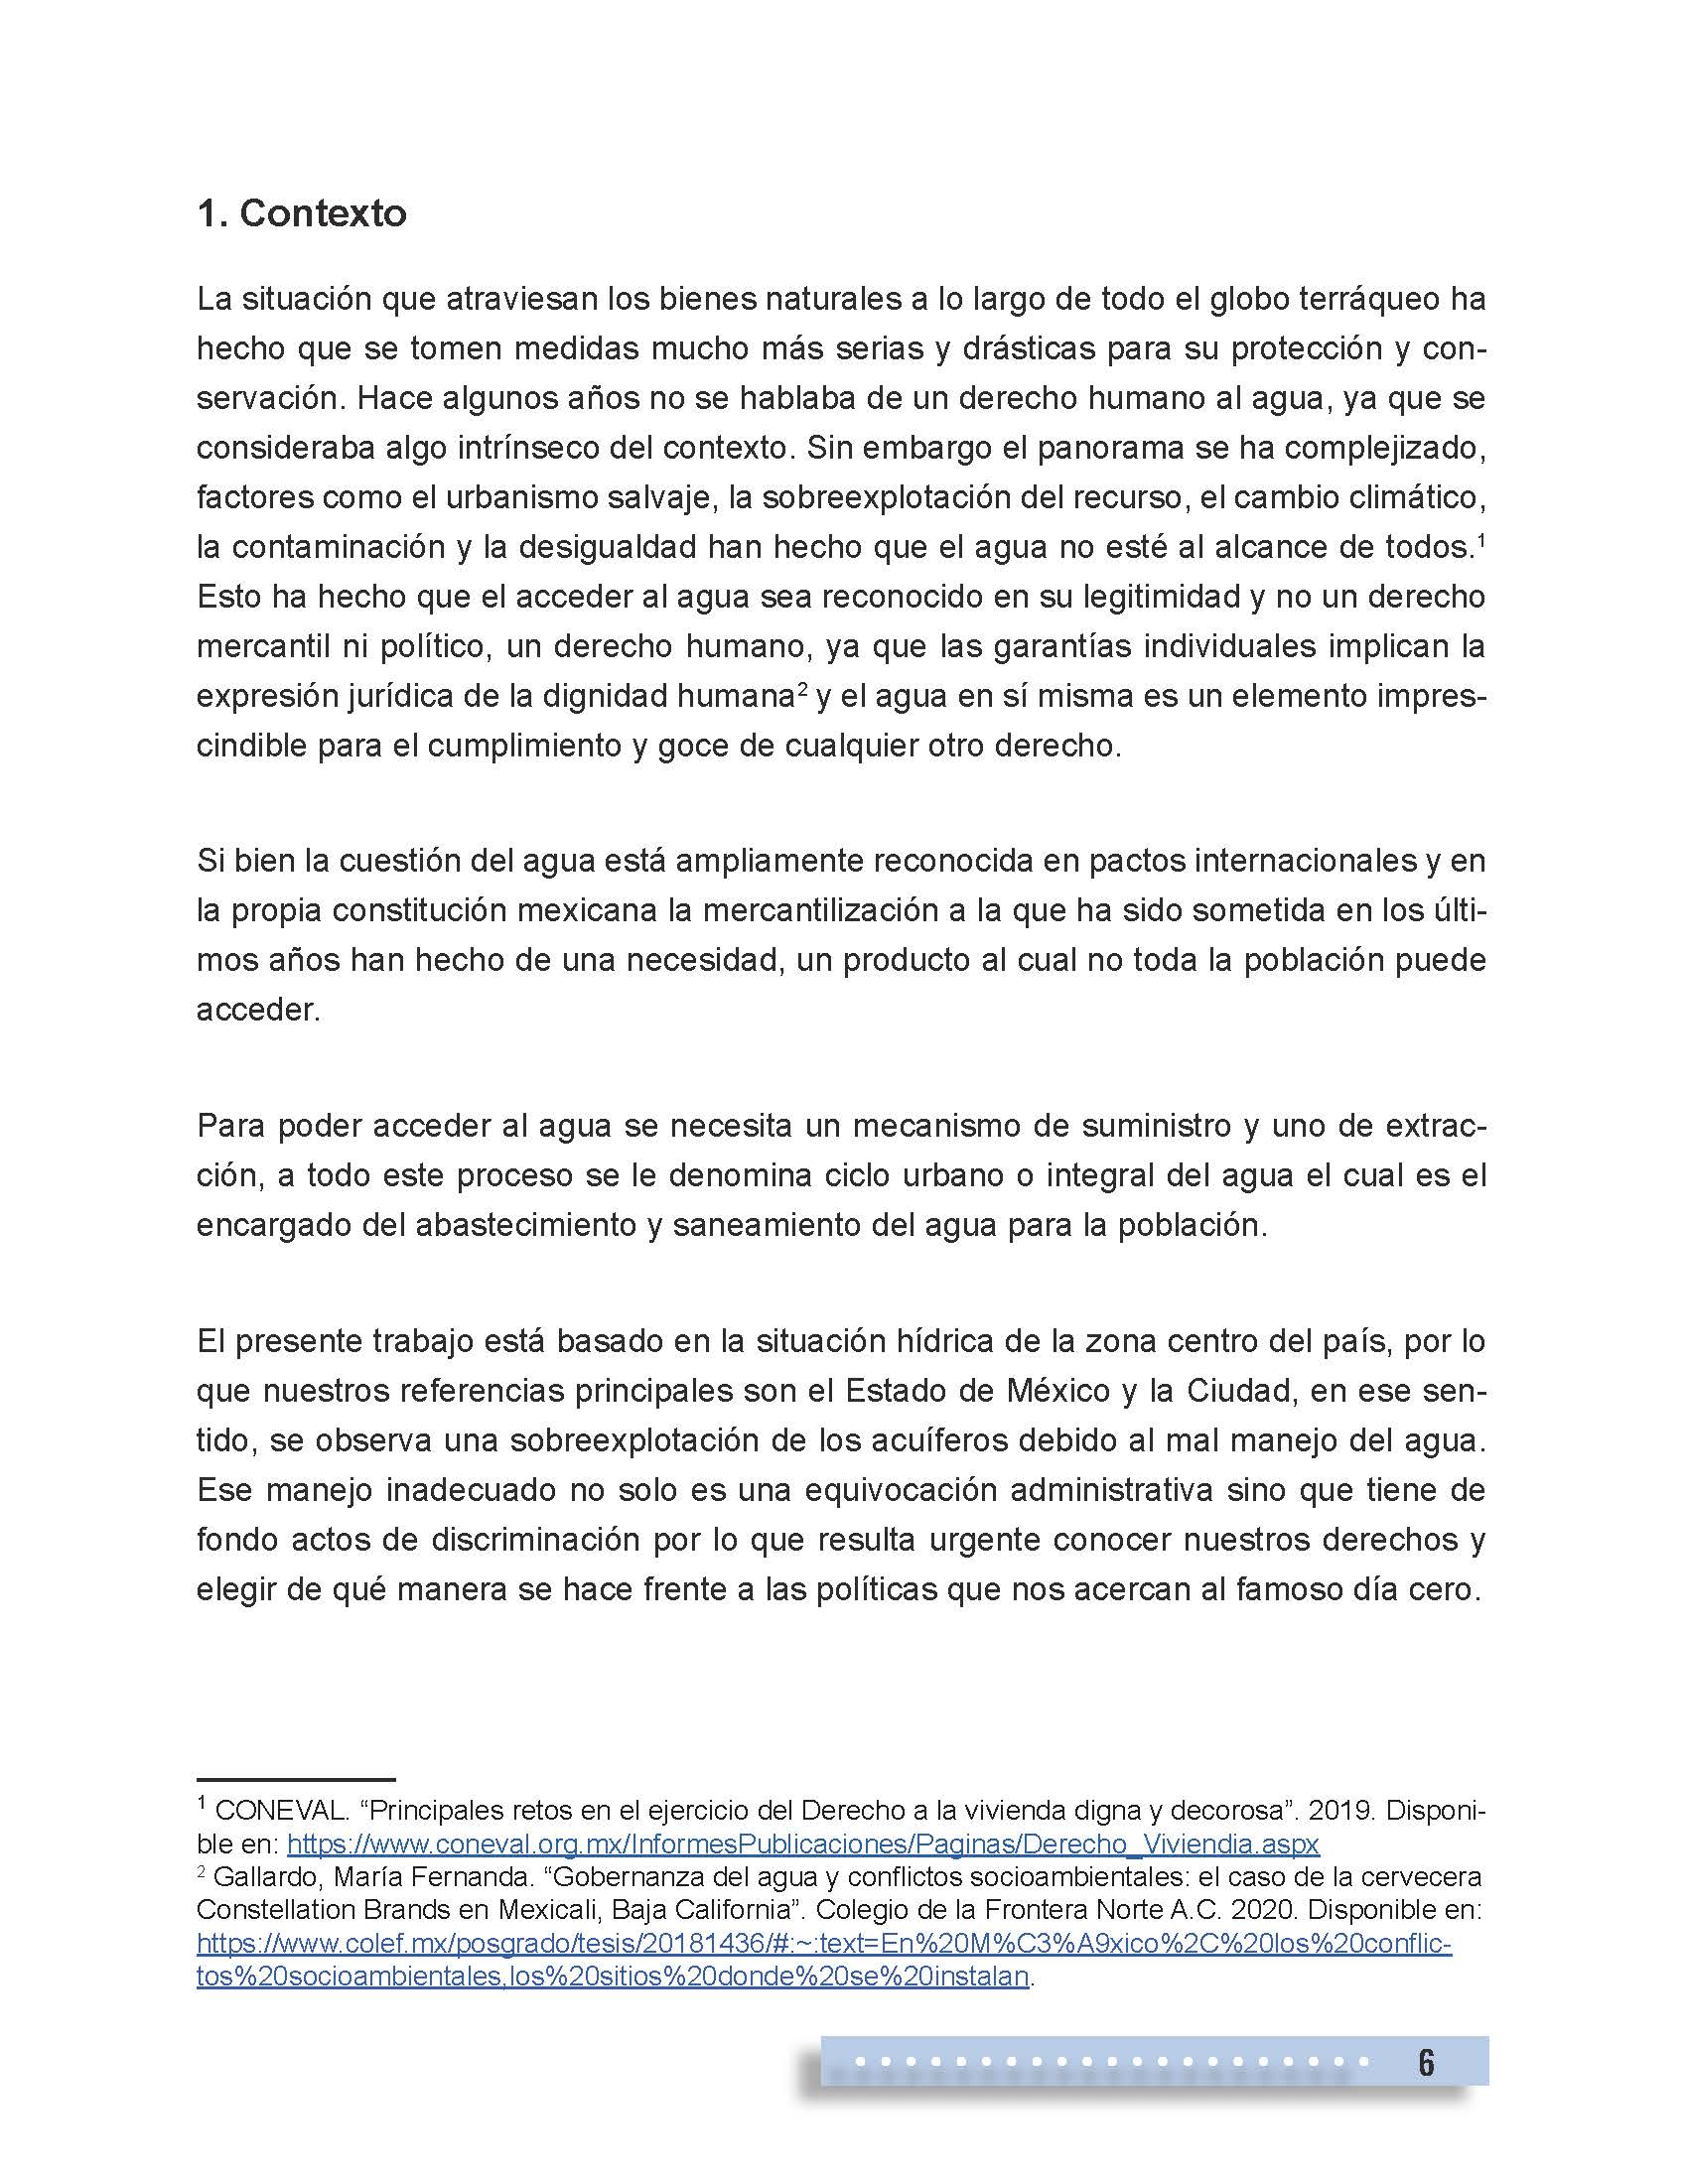 1. Contexto
La situación que atraviesan los bienes naturales a lo largo de todo el globo terráqueo ha
hecho que se tomen medidas mucho más serias y drásticas para su protección y con-
servación. Hace algunos años no se hablaba de un derecho humano al agua, ya que se
consideraba algo intrínseco del contexto. Sin embargo el panorama se ha complejizado,
factores como el urbanismo salvaje, la sobreexplotación del recurso, el cambio climático,
la contaminación y la desigualdad han hecho que el agua no esté al alcance de todos.¹
Esto ha hecho que el acceder al agua sea reconocido en su legitimidad y no un derecho
mercantil ni político, un derecho humano, ya que las garantías individuales implican la
expresión jurídica de la dignidad humana² y el agua en sí misma es un elemento impres-
cindible para el cumplimiento y goce de cualquier otro derecho.
Si bien la cuestión del agua está ampliamente reconocida en pactos internacionales y en
la propia constitución mexicana la mercantilización a la que ha sido sometida en los últi-
mos años han hecho de una necesidad, un producto al cual no toda la población puede
acceder.
Para poder acceder al agua se necesita un mecanismo de suministro y uno de extrac-
ción, a todo este proceso se le denomina ciclo urbano o integral del agua el cual es el
encargado del abastecimiento y saneamiento del agua para la población.
El presente trabajo está basado en la situación hídrica de la zona centro del país, por lo
que nuestros referencias principales son el Estado de México y la Ciudad, en ese sen-
tido, se observa una sobreexplotación de los acuíferos debido al mal manejo del agua.
Ese manejo inadecuado no solo es una equivocación administrativa sino que tiene de
fondo actos de discriminación por lo que resulta urgente conocer nuestros derechos y
elegir de qué manera se hace frente a las políticas que nos acercan al famoso día cero.
¹ CONEVAL. “Principales retos en el ejercicio del Derecho a la vivienda digna y decorosa”. 2019. Disponi-
ble en: https://www.coneval.org.mx/InformesPublicaciones/Paginas/Derecho_Viviendia.aspx
² Gallardo, María Fernanda. “Gobernanza del agua y conflictos socioambientales: el caso de la cervecera
Constellation Brands en Mexicali, Baja California”. Colegio de la Frontera Norte A.C. 2020. Disponible en:
https://www.colef.mx/posgrado/tesis/20181436/#:~:text=En%20M%C3%A9xico%2C%20los%20conflic-
tos%20socioambientales,los%20sitios%20donde%20se%20instalan.
6